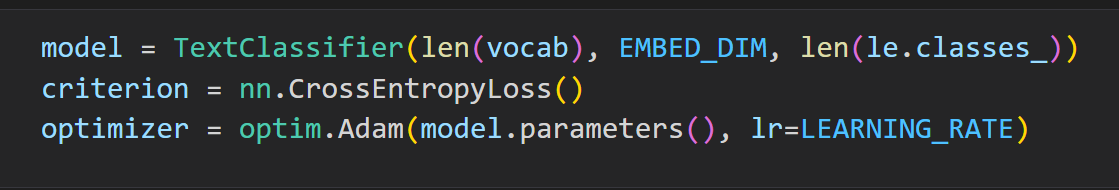 model = TextClassifier(len(vocab), EMBED_DIM, len(le.classes_))
criterion = nn.CrossEntropyLoss()
optimizer = optim.Adam(model.parameters(), lr=LEARNING_RATE)